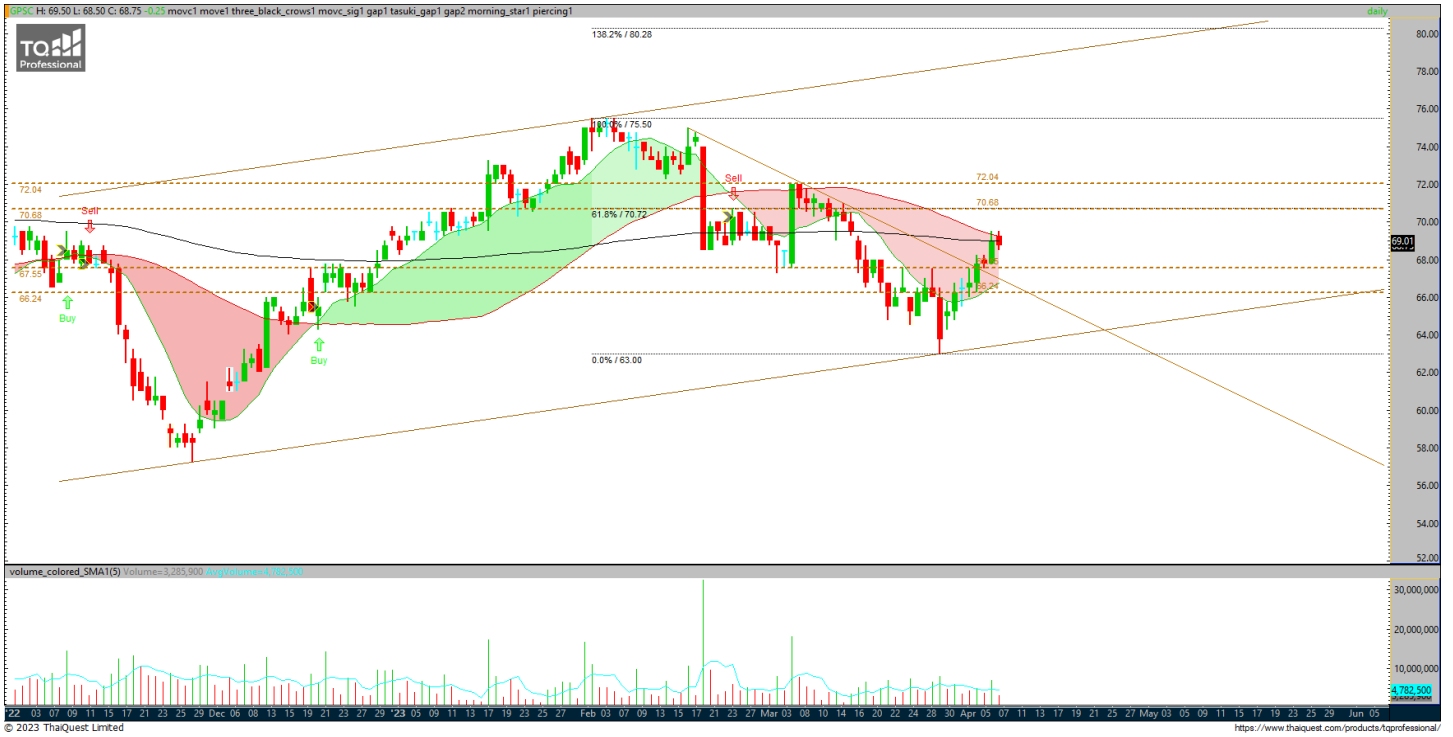 GPSC H: 69.50 L: 68.50 C: 68.75 -0.25 movc1 move1 three_black_crows1 movc_sig1 gap1 tasuki_gap1 gap2 morning_star1 piercing1 daily
TQ
Professional
138.2% / 80.28
80.00
78.00
76.00
100.0% / 75.50
74.00
72.04
Sell
72.04
72.00
70.68
Sell
61.8% / 70.72
70.68
70.00
69.01
67.55
68.00
66.24
66.24
66.00
Buy
Buy
64.00
0.0% / 63.00
62.00
60.00
58.00
56.00
54.00
52.00
volume_colored_SMA1(5) Volume=3,285,900 AvgVolume=4,782,500
30,000,000
20,000,000
10,000,000
4,782,500
'22 03 07 09 11 15 17 21 23 25 29 Dec 06 08 13 15 19 21 23 27 29 '23 05 09 11 13 17 19 23 25 27 Feb 03 07 09 13 15 17 21 23 27 Mar 03 08 10 14 16 20 22 24 28 30 Apr 05 07 11 13 17 19 21 25 27 May 03 05 09 11 15 17 19 23 25 29 Jun 05
© 2023 ThaiQuest Limited https://www.thaiquest.com/products/tqprofessional/